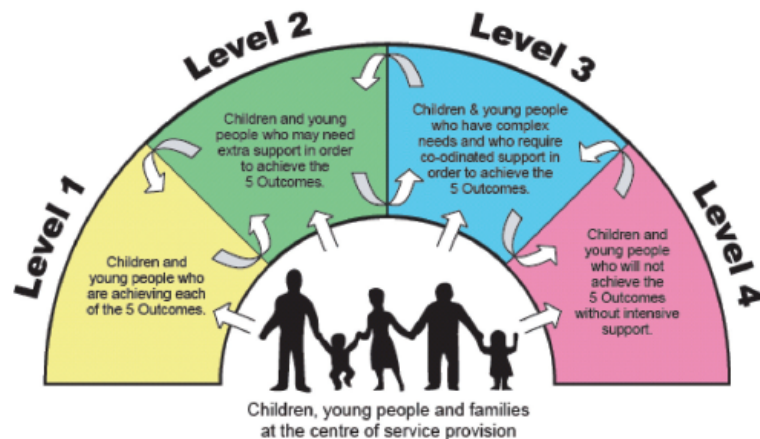 Level 1
Level 2
Level 3
Level 4
Children and
young people who
are achieving each
of the 5 Outcomes.
Children and young
people who may need
extra support in order
to achieve the
5 Outcomes.
Children & young people
who have complex
needs and who require
co-odinated support in
order to achieve the
5 Outcomes.
Children and
young people
who will not
achieve the
5 Outcomes
without intensive
support.
Children, young people and families
at the centre of service provision